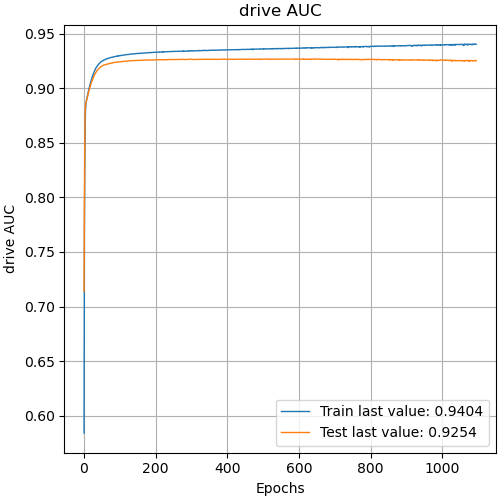 drive AUC
0.95
0.90
0.85
0.80
0.75
0.70
0.65
0.60
drive AUC
Train last value: 0.9404
Test last value: 0.9254
0 200 400 600 800 1000
Epochs